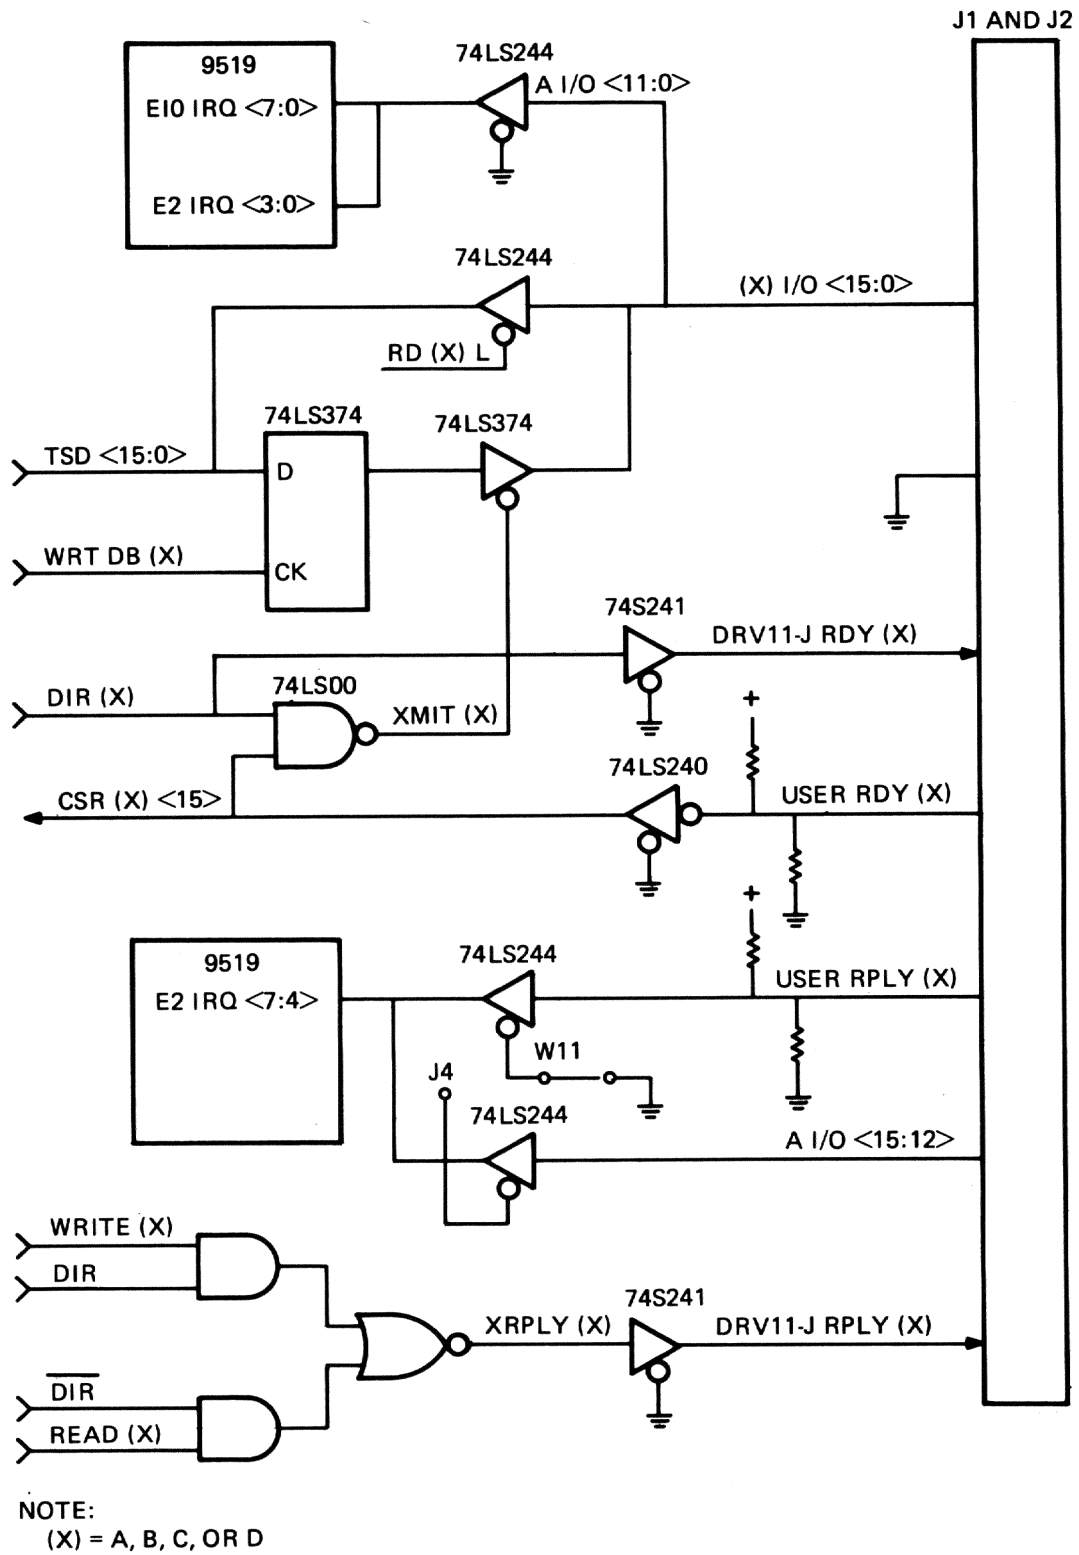 J1 AND J2
74LS244
9519
A I/O <11:0>
EI0 IRQ <7:0>
E2 IRQ <3:0>
74LS244
(X) I/O <15:0>
RD (X) L
74LS374
74LS374
TSD <15:0>
D
WRT DB (X)
CK
74S241
DRV11-J RDY (X)
74LS00
DIR (X)
XMIT (X)
+
74LS240
CSR (X) <15>
USER RDY (X)
+
74LS244
9519
E2 IRQ <7:4>
USER RPLY (X)
W11
J4
74LS244
A I/O <15:12>
WRITE (X)
DIR
74S241
XRPLY (X)
DRV11-J RPLY (X)
DIR
READ (X)
NOTE:
(X) = A, B, C, OR D